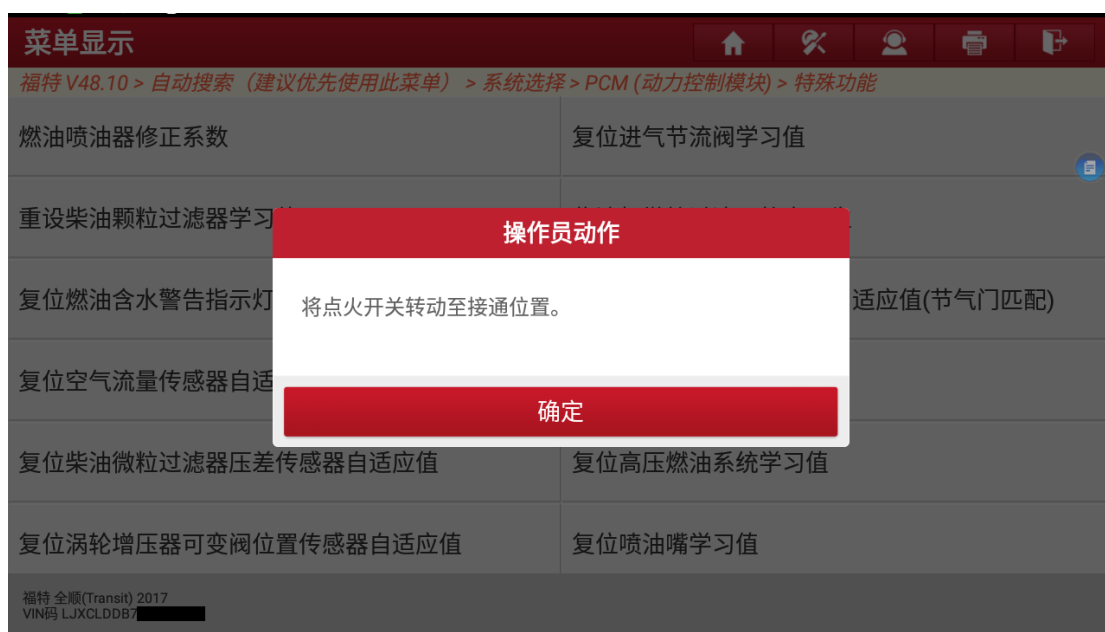 菜单显示
福特 V48.10 > 自动搜索（建议优先使用此菜单） > 系统选择 > PCM (动力控制模块) > 特殊功能
燃油喷油器修正系数
复位进气节流阀学习值
重设柴油颗粒过滤器学习
操作员动作
复位燃油含水警告指示灯
将点火开关转动至接通位置。
适应值(节气门匹配)
复位空气流量传感器自适
确定
复位柴油微粒过滤器压差传感器自适应值
复位高压燃油系统学习值
复位涡轮增压器可变阀位置传感器自适应值
复位喷油嘴学习值
福特 全顺(Transit) 2017
VIN码 LJXCLDDB7